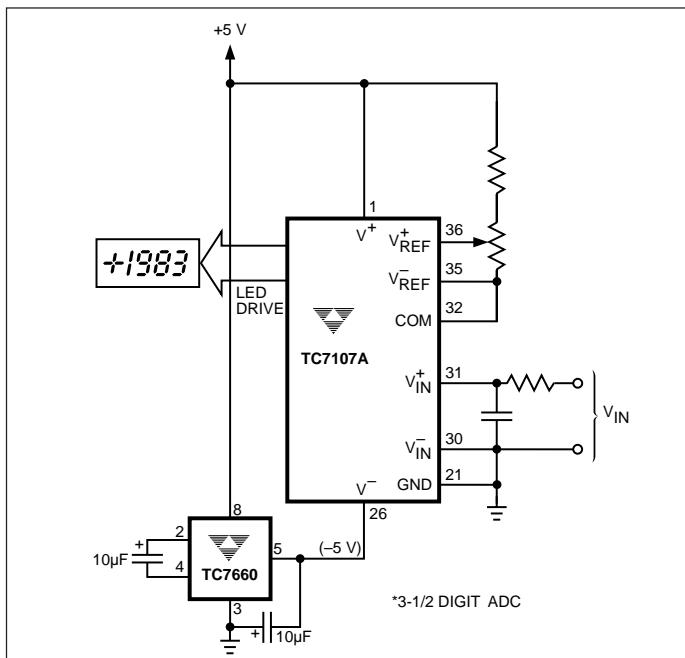 +5 V
1
V+
36
V+REF
35
V–REF
32
COM
+1983
LED
DRIVE
TC7107A
31
V+IN
VIN
30
V–IN
21
GND
V–
26
8
2
5
(–5 V)
10µF
+
4
TC7660
3
+
10µF
*3-1/2 DIGIT ADC